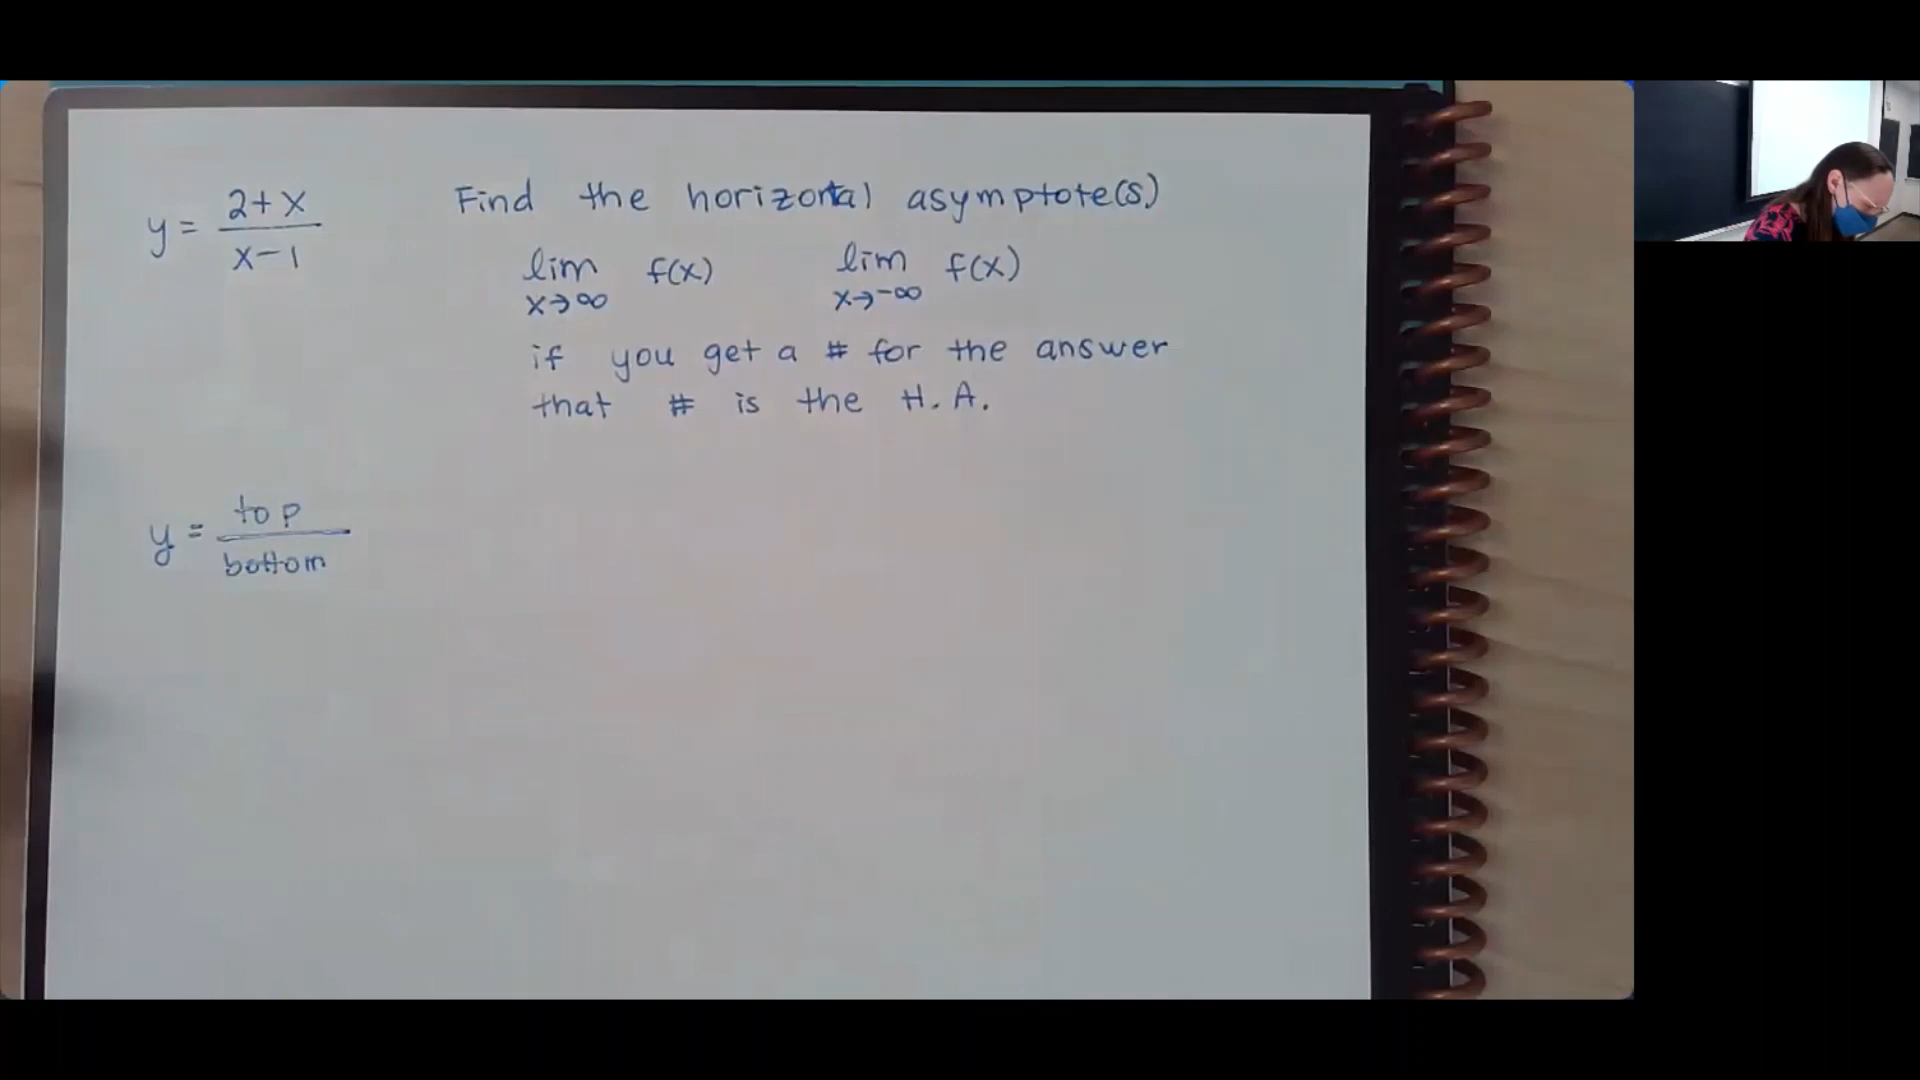 y = 2+x / x-1
Find the horizontal asymptote(s)
lim x→∞ f(x) lim x→-∞ f(x)
if you get a # for the answer
that # is the H.A.
y = top / bottom